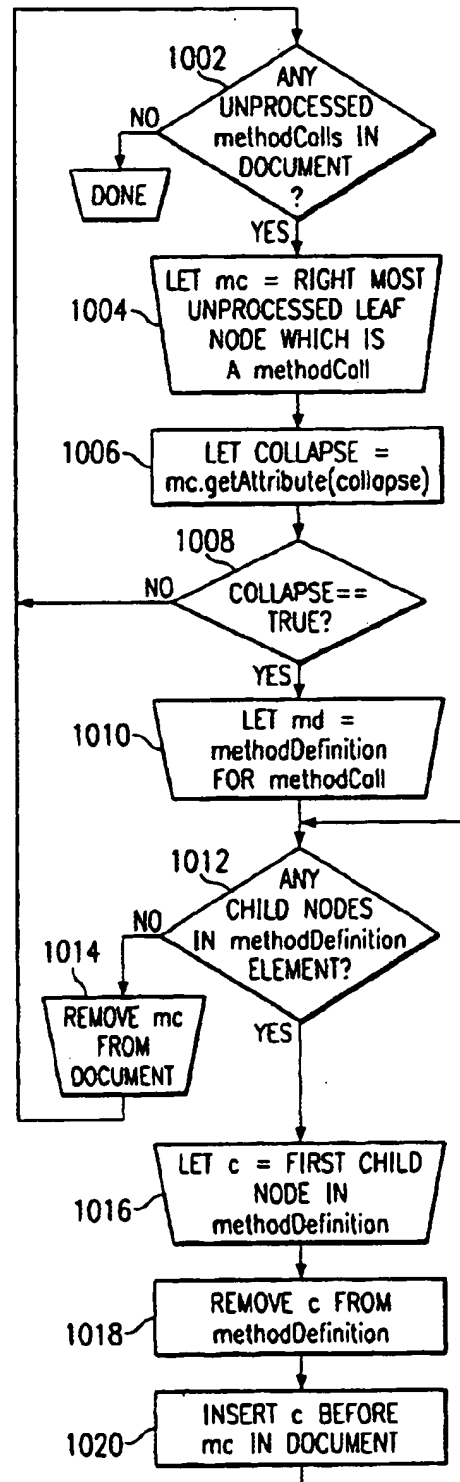 1002
ANY
UNPROCESSED
methodCalls IN
DOCUMENT
?
NO
DONE
YES
LET mc = RIGHT MOST
UNPROCESSED LEAF
NODE WHICH IS
A methodCall
1004
LET COLLAPSE =
mc.getAttribute(collapse)
1006
1008
NO
COLLAPSE==
TRUE?
YES
1010
LET md =
methodDefinition
FOR methodCall
1012
ANY
CHILD NODES
IN methodDefinition
ELEMENT?
NO
1014
REMOVE mc
FROM
DOCUMENT
YES
LET c = FIRST CHILD
NODE IN
methodDefinition
1016
REMOVE c FROM
methodDefinition
1018
INSERT c BEFORE
mc IN DOCUMENT
1020